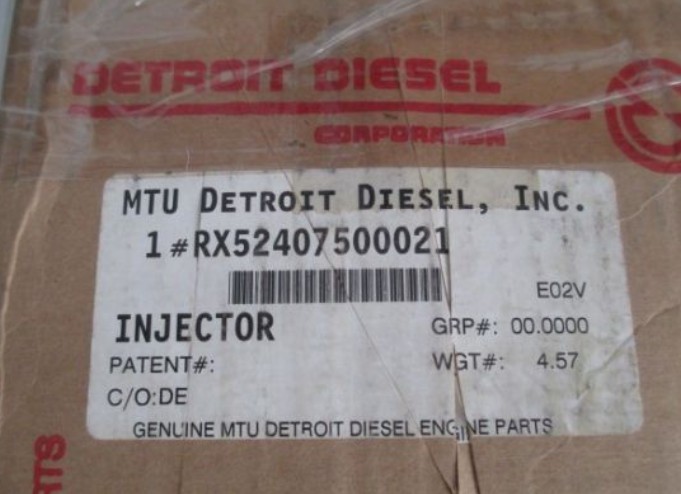 DETROIT DIESEL
CORPORATION
MTU DETROIT DIESEL, INC.
1 #RX52407500021
E02V
INJECTOR
GRP#: 00.0000
PATENT#:
WGT#: 4.57
C/O:DE
GENUINE MTU DETROIT DIESEL ENGINE PARTS